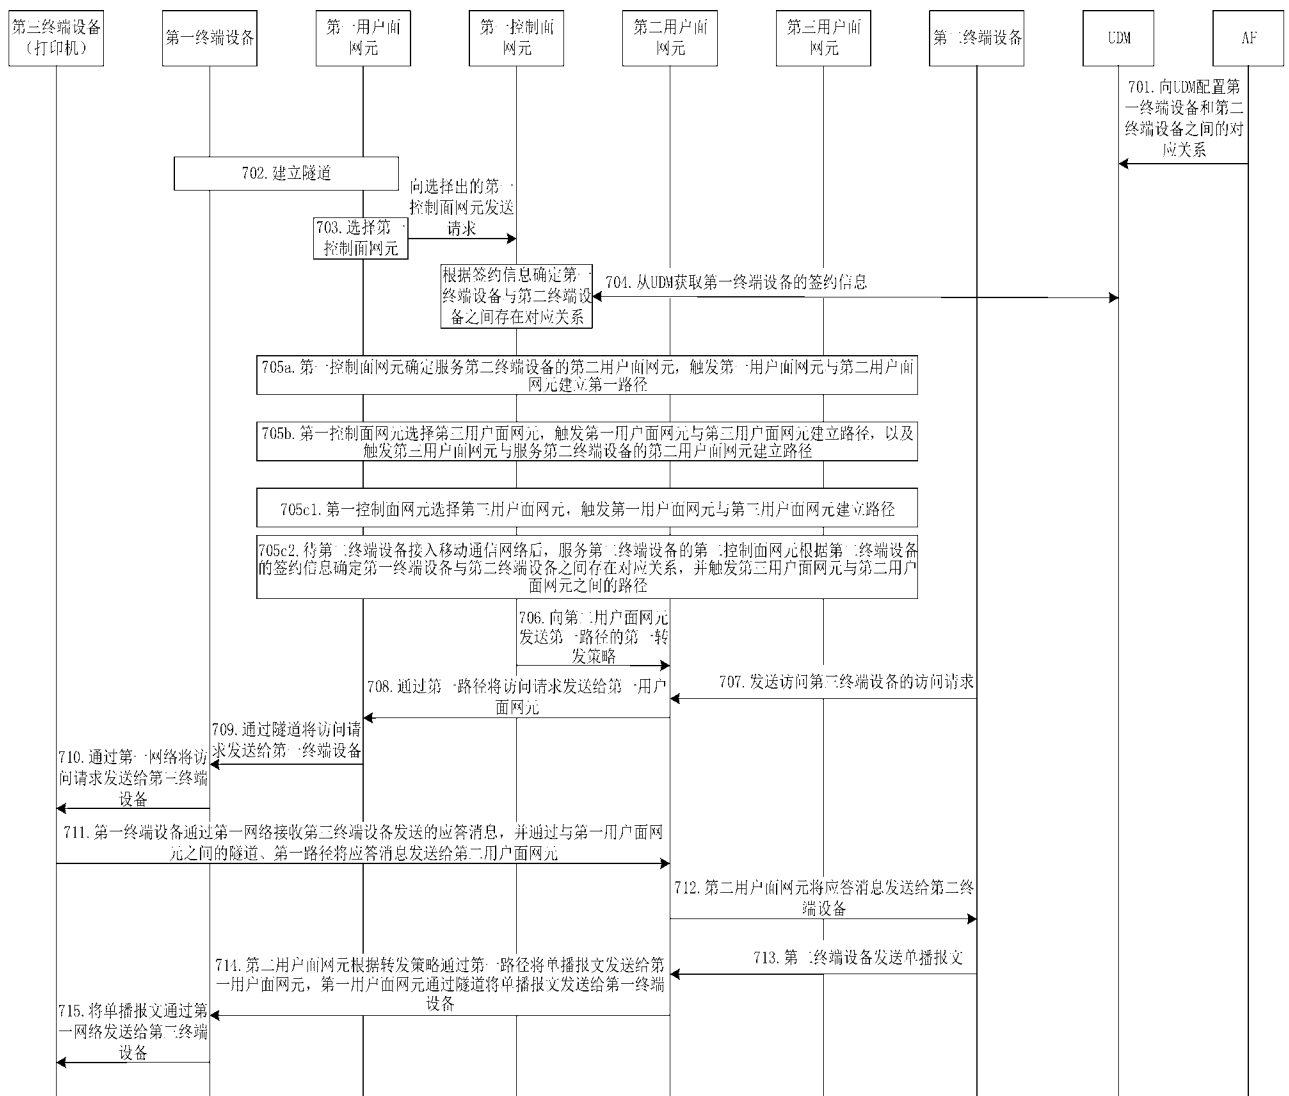 第三终端设备
（打印机）
第一终端设备
第一用户面
网元
第一控制面
网元
第二用户面
网元
第三用户面
网元
第二终端设备
UDM
AF
701.向UDM配置第
一终端设备和第二
终端设备之间的对
应关系
702.建立隧道
向选择出的第一
控制面网元发送
请求
703.选择第一
控制面网元
704.从UDM获取第一终端设备的签约信息
根据签约信息确定第一
终端设备与第二终端设
备之间存在对应关系
705a.第一控制面网元确定服务第二终端设备的第二用户面网元，触发第一用户面网元与第二用户面
网元建立第一路径
705b.第一控制面网元选择第三用户面网元，触发第一用户面网元与第三用户面网元建立路径，以及
触发第三用户面网元与服务第二终端设备的第二用户面网元建立路径
705c1.第一控制面网元选择第三用户面网元，触发第一用户面网元与第三用户面网元建立路径
705c2.待第二终端设备接入移动通信网络后，服务第二终端设备的第二控制面网元根据第二终端设备
的签约信息确定第一终端设备与第二终端设备之间存在对应关系，并触发第三用户面网元与第二用户
面网元之间的路径
706.向第二用户面网元
发送第一路径的第一转
发策略
707.发送访问第三终端设备的访问请求
708.通过第一路径将访问请求发送给第一用户
面网元
709.通过隧道将访问请
求发送给第一终端设备
710.通过第一网络将访
问请求发送给第三终端
设备
711.第一终端设备通过第一网络接收第三终端设备发送的应答消息，并通过与第一用户面网
元之间的隧道、第一路径将应答消息发送给第二用户面网元
712.第二用户面网元将应答消息发送给第二终
端设备
713.第二终端设备发送单播报文
714.第二用户面网元根据转发策略通过第一路径将单播报文发送给第
一用户面网元，第一用户面网元通过隧道将单播报文发送给第一终端
设备
715.将单播报文通过第
一网络发送给第三终端
设备